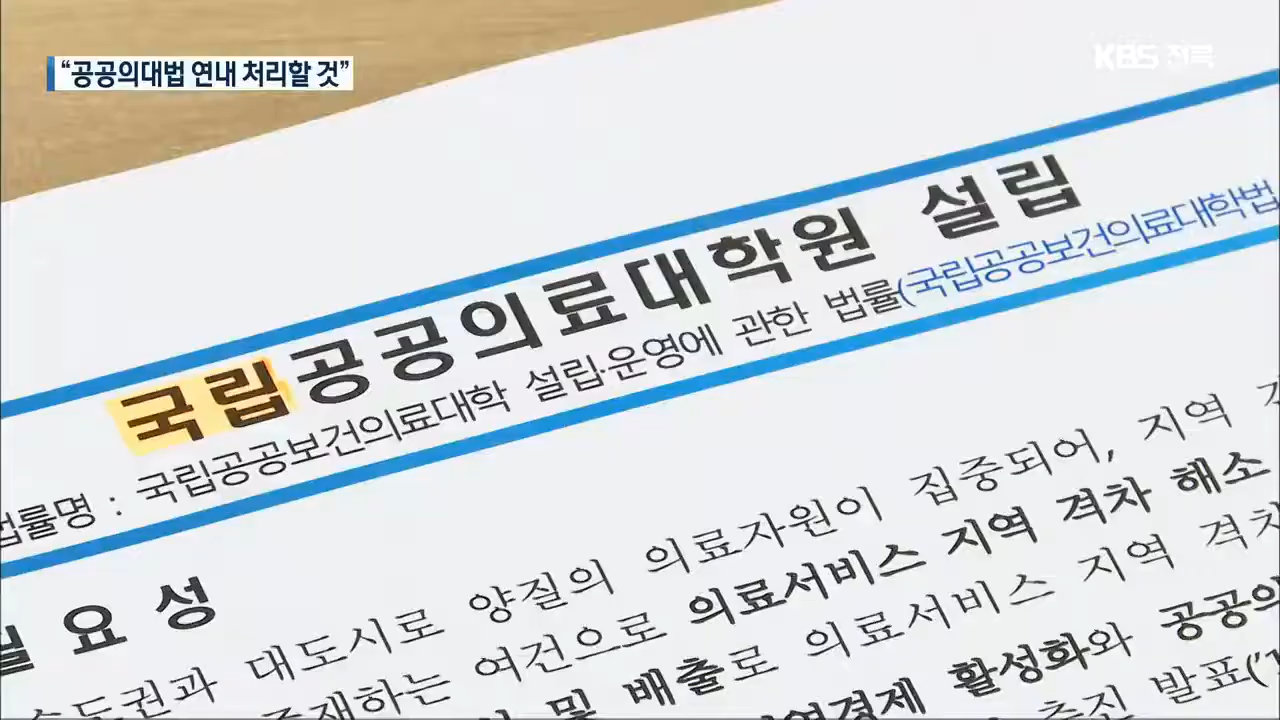 “공공의대법 연내 처리할 것”
KBS 전북
국립공공의료대학원 설립
법률명 : 국립공공보건의료대학 설립·운영에 관한 법률(국립공공보건의료대학법
필요성
수도권과 대도시로 양질의 의료자원이 집중되어, 지역
존재하는 여건으로 의료서비스 지역 격차 해소
및 배출로 의료서비스 지역 격차
지역경제 활성화와 공공의
추진 발표('1